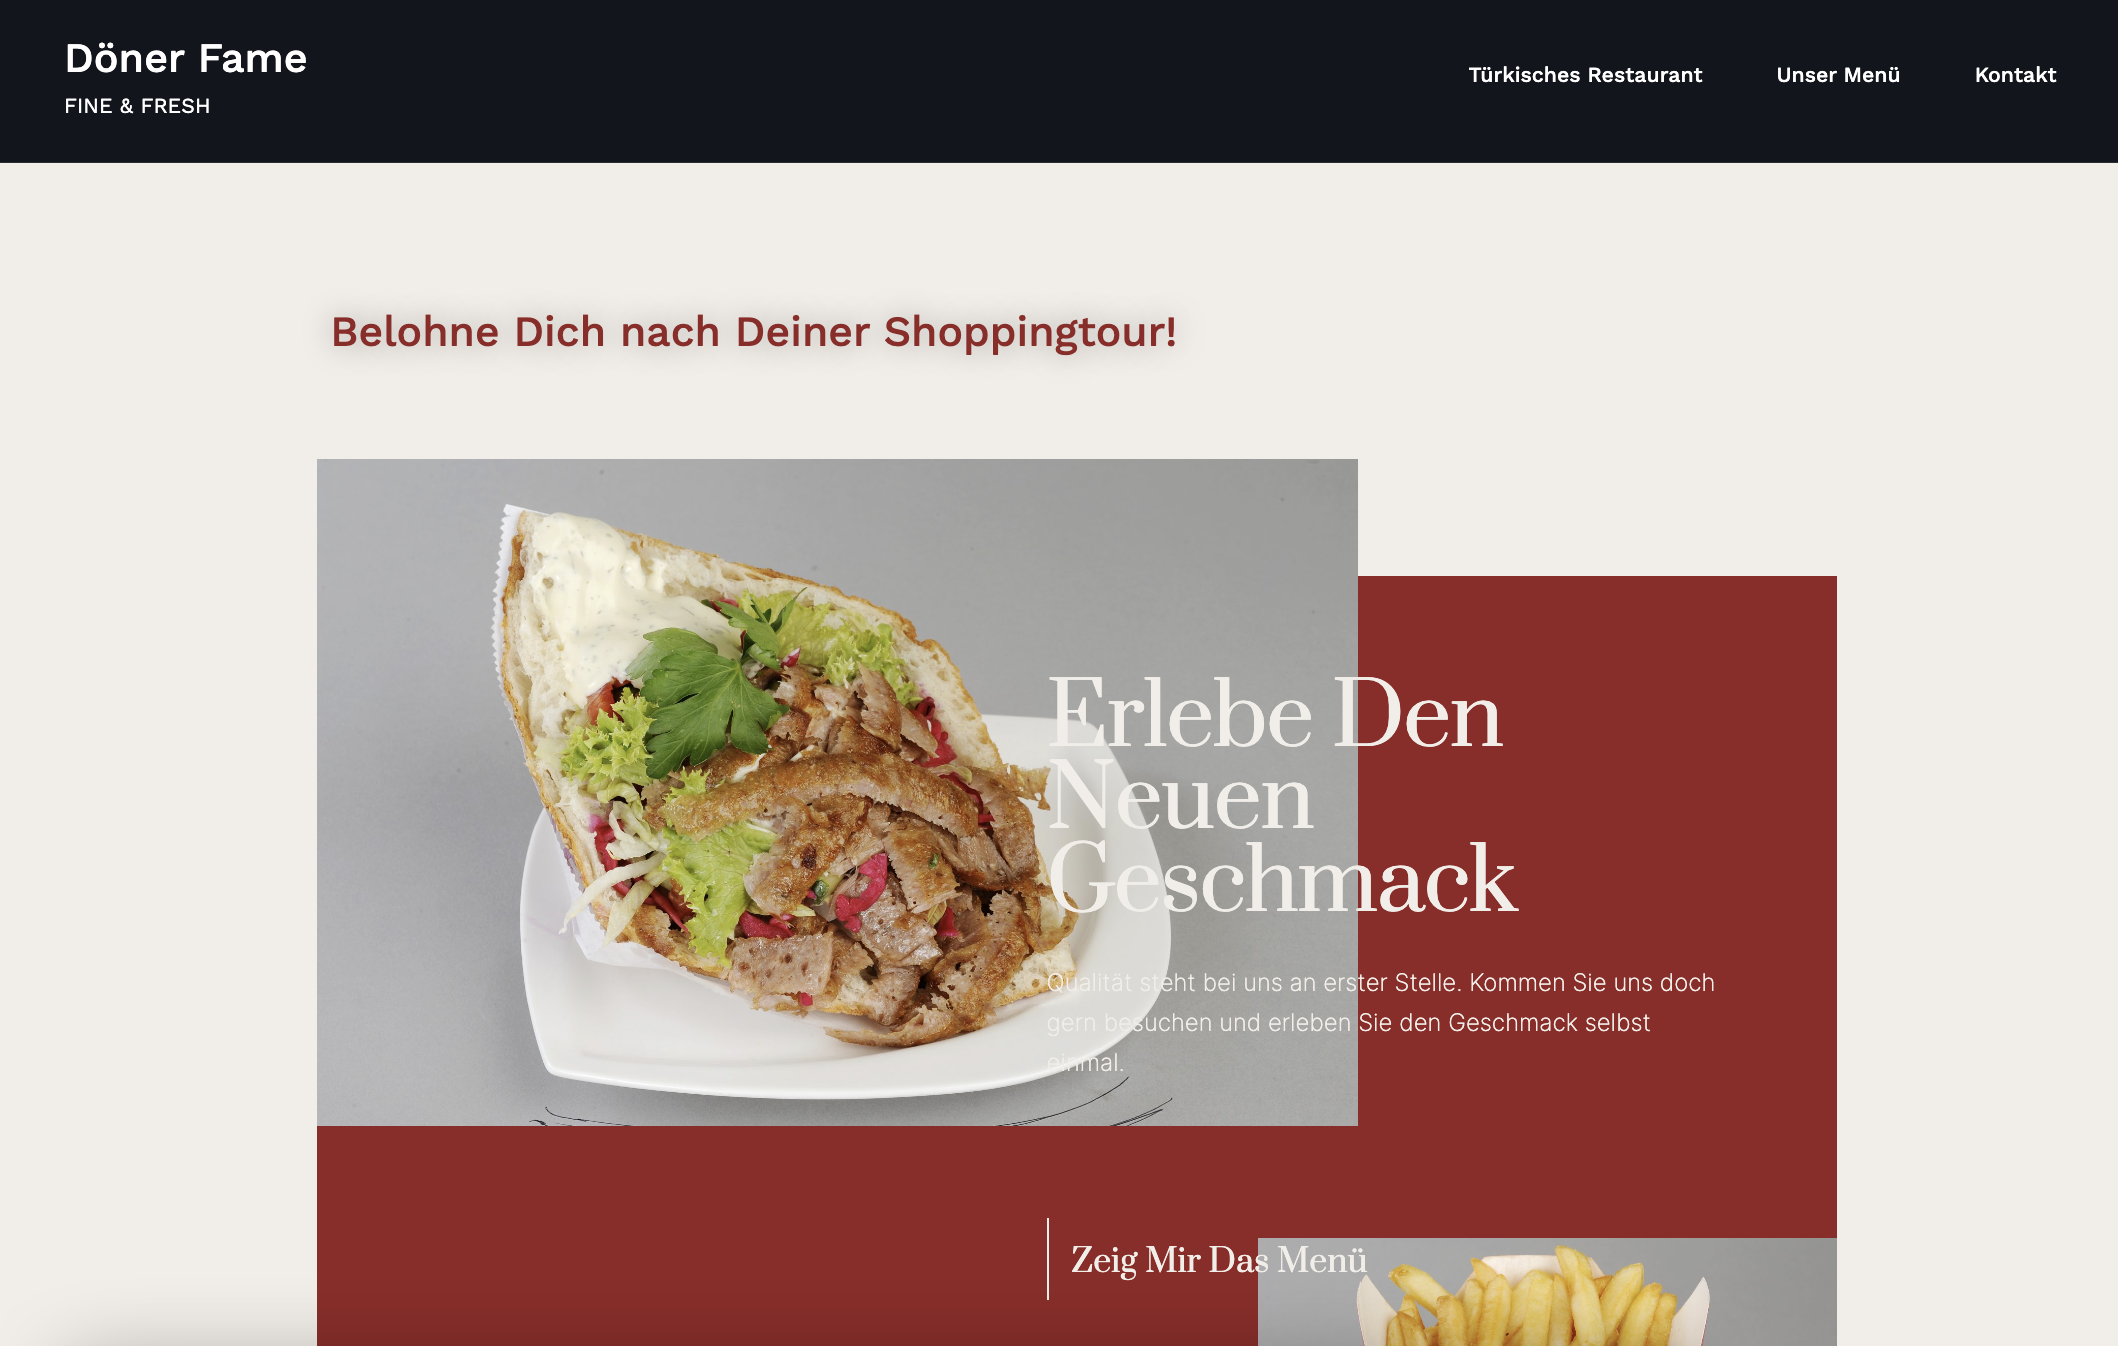 Döner Fame
FINE & FRESH
Türkisches Restaurant
Unser Menü
Kontakt
Belohne Dich nach Deiner Shoppingtour!
Erlebe Den
Neuen
Geschmack
Qualität steht bei uns an erster Stelle. Kommen Sie uns doch
gern besuchen und erleben Sie den Geschmack selbst
einmal.
Zeig Mir Das Menü